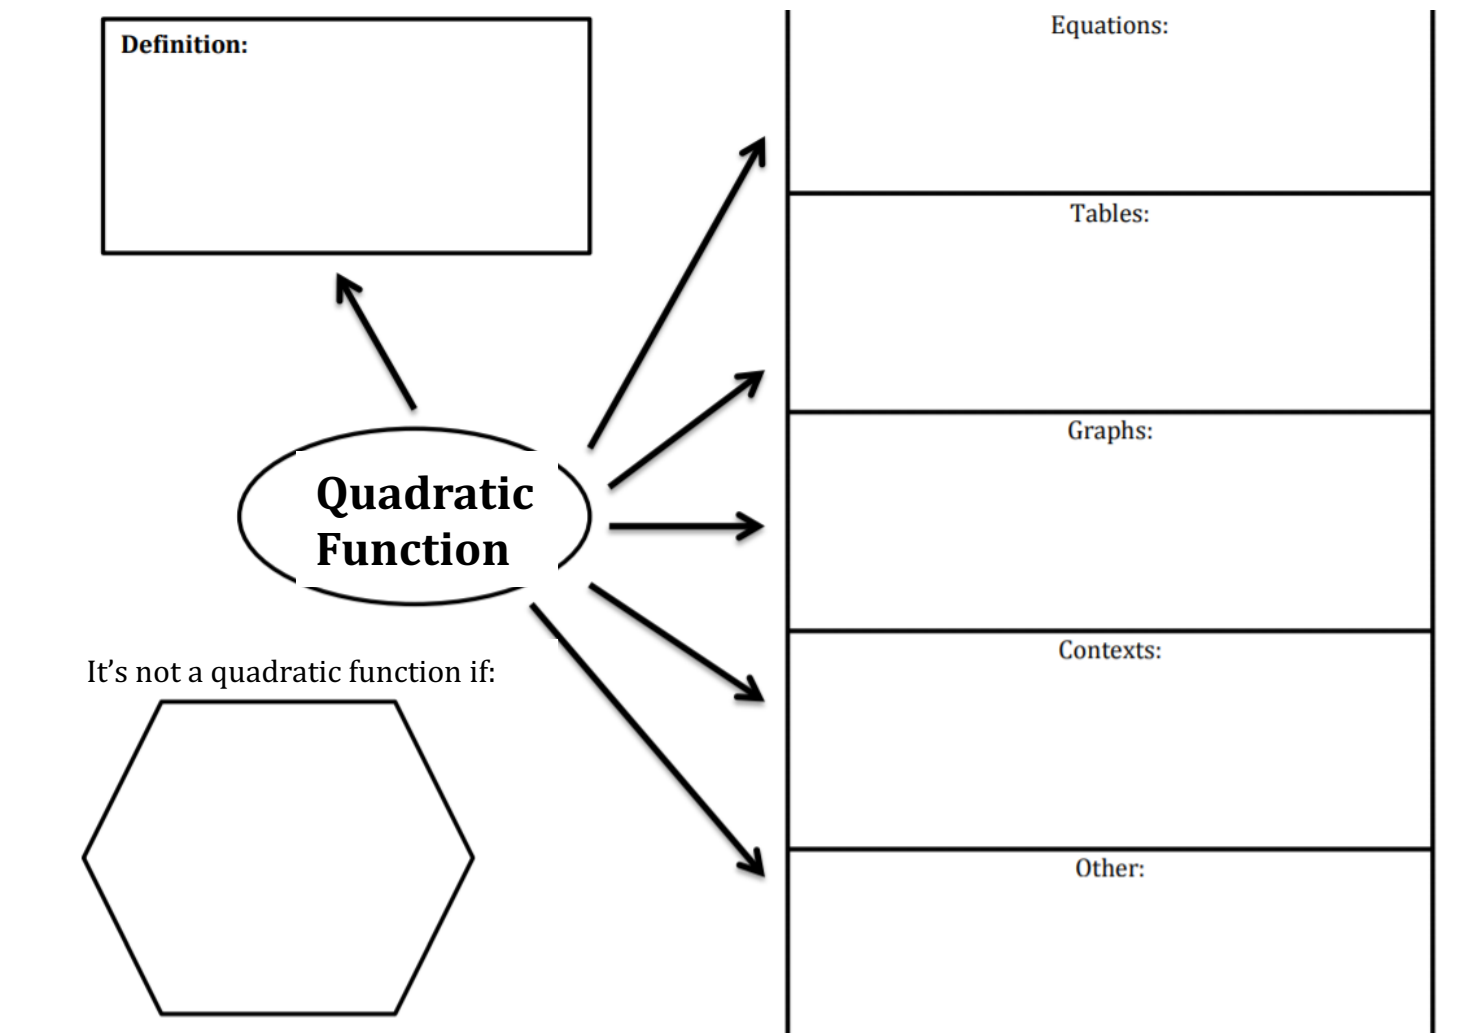 Definition:
Quadratic
Function
It’s not a quadratic function if:
Equations:
Tables:
Graphs:
Contexts:
Other: